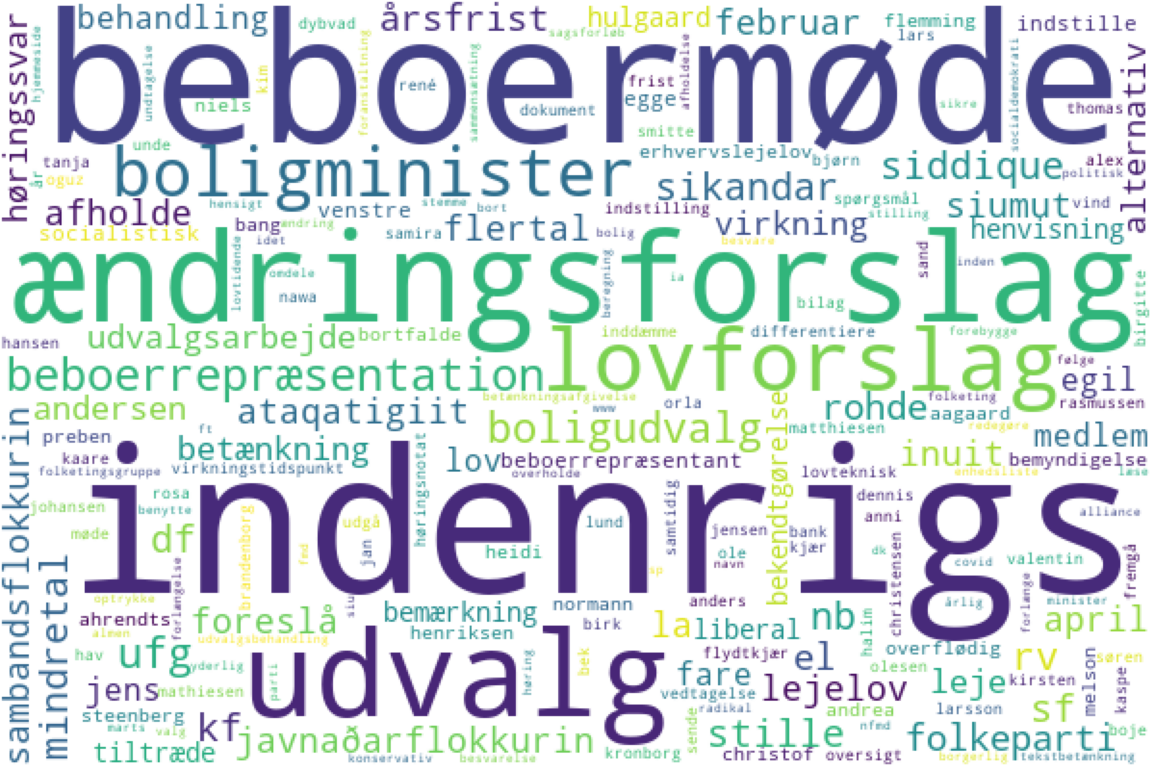 behandling
dybvad
årsfrist
sagsforløb
hulgaard
februar
flemming
lars
indstille
høringssvar
hjemmeside
beboermøde
undtagelse
niels
kim
foranstaltning
rené
sammensætning
dokument
frist
egge
afholdelse
smitte
sikre
socialdemokrati
thomas
alternativ
tanja
år
oguz
unde
boligminister
erhvervslejelov
bjørn
siddique
alex
politisk
afholde
hensigt
venstre
stemme
bort
indstilling
sikandar
spørgsmål
stilling
siumut
vind
socialistisk
bang
ændring
idet
samira
flertal
bolig
virkning
besvare
henvisning
ændringsforslag
lovtidende
omdele
nawa
beregning
ia
bilag
sand
inden
birgitte
hansen
udvalgsarbejde
bortfalde
inddæmme
differentiere
forebygge
beboerrepræsentation
lovforslag
følge
egil
andersen
ataqatigiit
betænkningsafgivelse
www
orla
rohde
folketing
aagaard
rasmussen
redegøre
sambandsflokkurin
preben
ft
betænkning
boligudvalg
bekendtgørelse
matthiesen
medlem
kaare
folketingsgruppe
virkningstidspunkt
høringsnotat
lov
beboerrepræsentant
overholde
lovteknisk
inuit
enhedsliste
bemyndigelse
læse
indenrigs
johansen
rosa
benytte
møde
df
brandenborg
fmd
udgå
jan
heidi
lund
samtidig
jensen
ole
navn
bank
kjær
dennis
anni
dk
covid
valentin
alliance
fremgå
mindretal
optrykke
forlængelse
siu
sp
anders
christensen
årlig
forlænge
minister
ahrendts
almen
foreslå
bemærkning
henriksen
normann
birk
la
liberal
nb
halim
april
hav
ufg
yderlig
udvalgsbehandling
parti
udvalg
høring
bek
flydtkjær
fare
el
overflødig
olesen
rv
søren
jens
mathiesen
vedtagelse
radikal
lejelov
leje
kirsten
melson
kaspe
steenberg
marts
valg
kf
sende
stille
andrea
larsson
sf
boje
tiltræde
javnaðarflokkurin
konservativ
besvarelse
kronborg
christof
nfmd
oversigt
folkeparti
borgerlig
tekstbetænkning